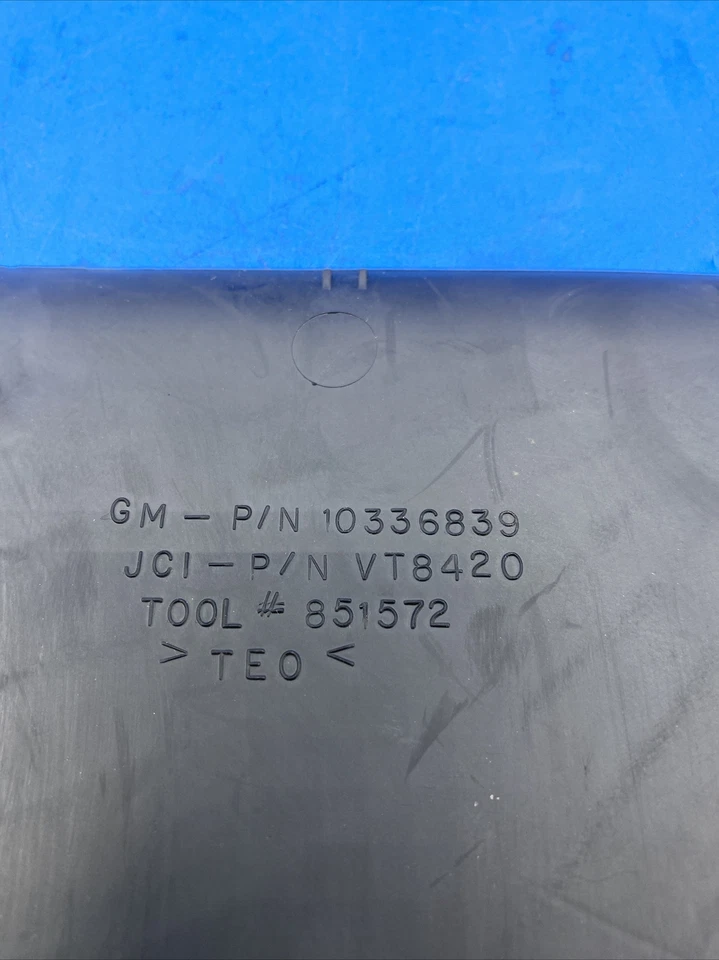 GM - P/N 10336839
JCI - P/N VT8420
TOOL # 851572
> TEO <